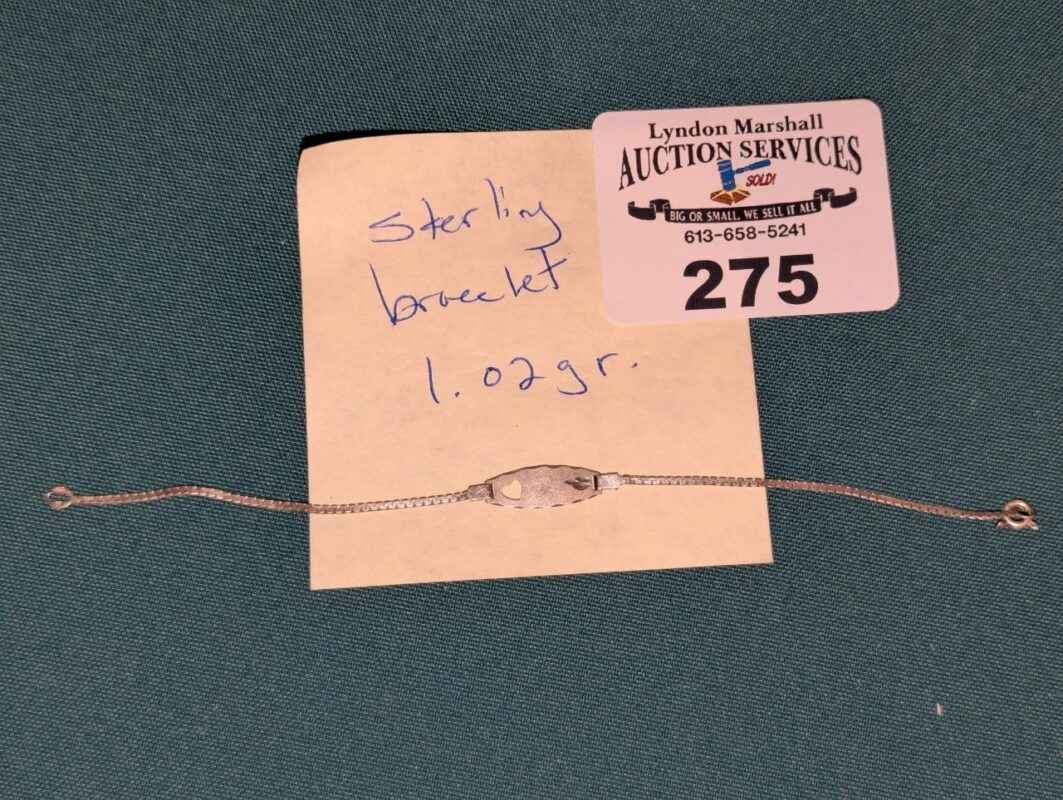 sterling
bracelet
1.02gr.
Lyndon Marshall
AUCTION SERVICES
SOLD!
BIG OR SMALL, WE SELL IT ALL
613-658-5241
275